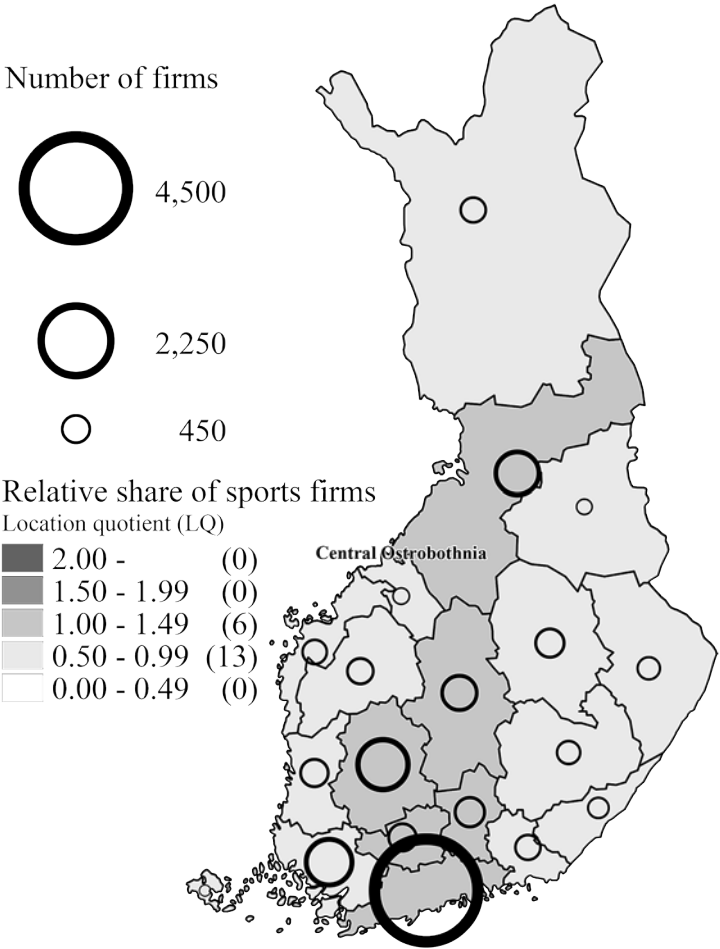 Number of firms
4,500
2,250
450
Relative share of sports firms
Location quotient (LQ)
2.00 - (0)
1.50 - 1.99 (0)
1.00 - 1.49 (6)
0.50 - 0.99 (13)
0.00 - 0.49 (0)
Central Ostrobothnia